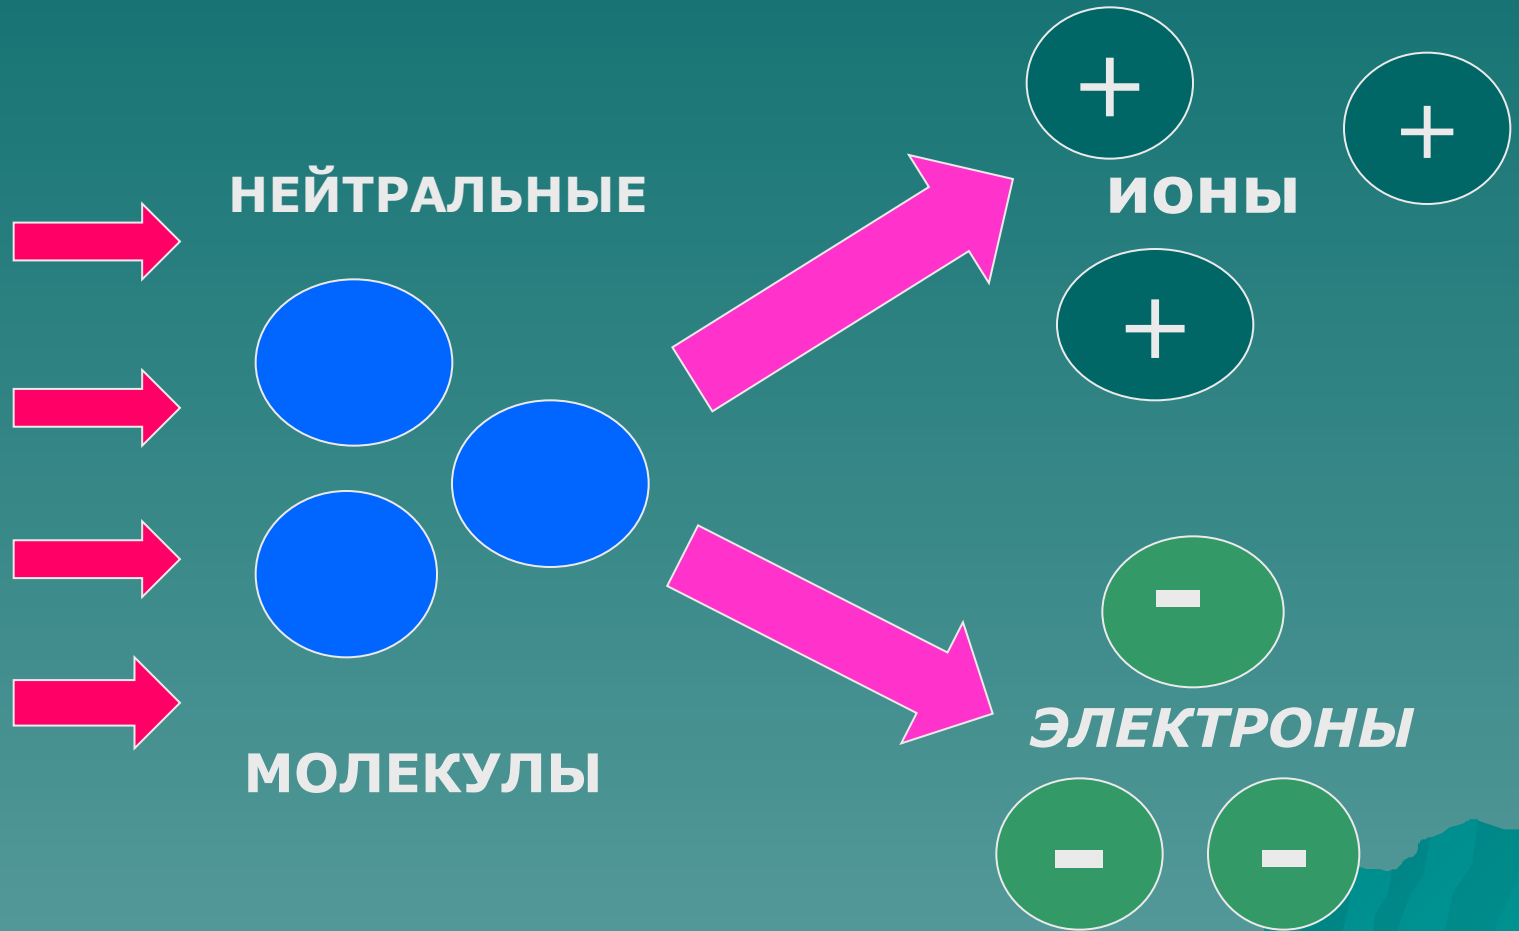 +
+
НЕЙТРАЛЬНЫЕ
ИОНЫ
+
-
ЭЛЕКТРОНЫ
МОЛЕКУЛЫ
-
-